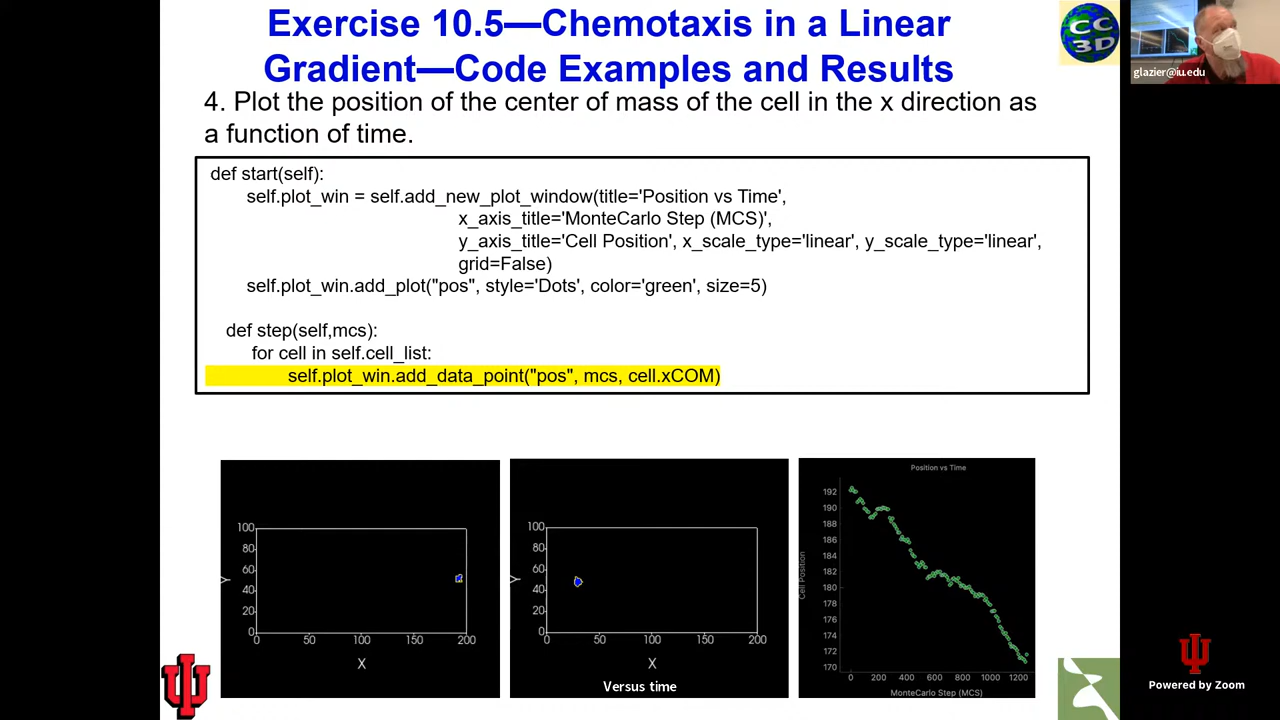 Exercise 10.5—Chemotaxis in a Linear
Gradient—Code Examples and Results
CC
3D
glazier@iu.edu
4. Plot the position of the center of mass of the cell in the x direction as
a function of time.
def start(self):
self.plot_win = self.add_new_plot_window(title='Position vs Time',
x_axis_title='MonteCarlo Step (MCS)',
y_axis_title='Cell Position', x_scale_type='linear', y_scale_type='linear',
grid=False)
self.plot_win.add_plot("pos", style='Dots', color='green', size=5)
def step(self,mcs):
for cell in self.cell_list:
self.plot_win.add_data_point("pos", mcs, cell.xCOM)
100
80
60
40
20
0
Y
0 50 100 150 200
X
100
80
60
40
20
0
Y
0 50 100 150 200
X
Versus time
Position vs Time
192
190
188
186
184
182
180
178
176
174
172
170
Cell Position
0 200 400 600 800 1000 1200
MonteCarlo Step (MCS)
Powered by Zoom